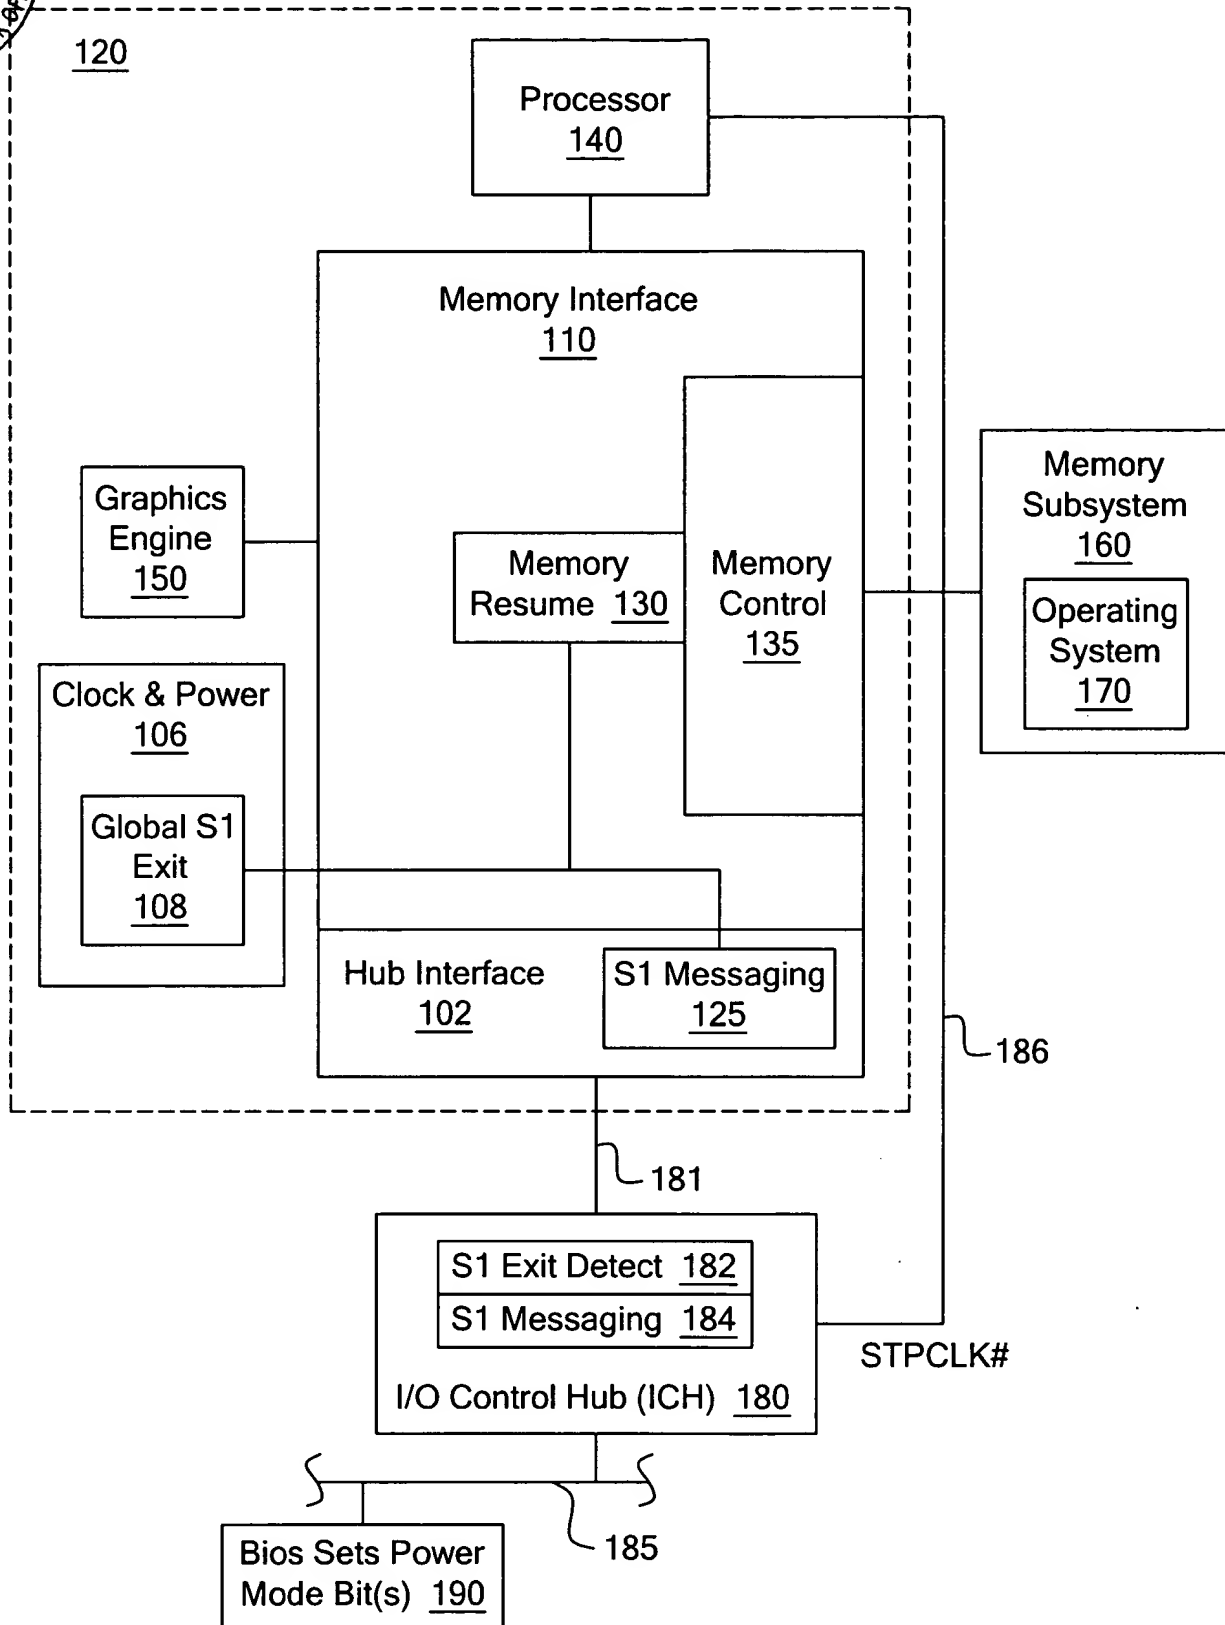 120
Processor
140
Memory Interface
110
Graphics
Engine
150
Memory
Resume 130
Memory
Control
135
Memory
Subsystem
160
Operating
System
170
Clock & Power
106
Global S1
Exit
108
Hub Interface
102
S1 Messaging
125
186
181
S1 Exit Detect 182
S1 Messaging 184
I/O Control Hub (ICH) 180
STPCLK#
185
Bios Sets Power
Mode Bit(s) 190